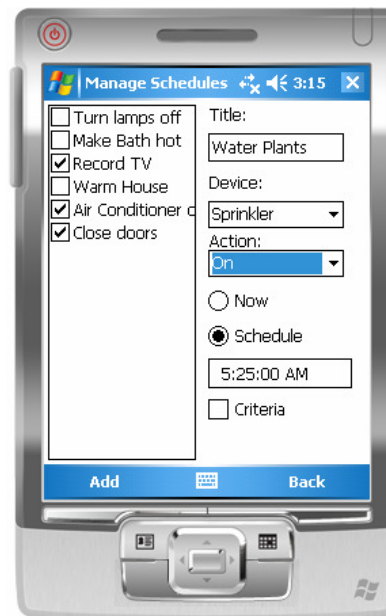 Manage Schedules 3:15
Turn lamps off
Make Bath hot
Record TV
Warm House
Air Conditioner
Close doors
Title:
Water Plants
Device:
Sprinkler
Action:
On
Now
Schedule
5:25:00 AM
Criteria
Add
Back